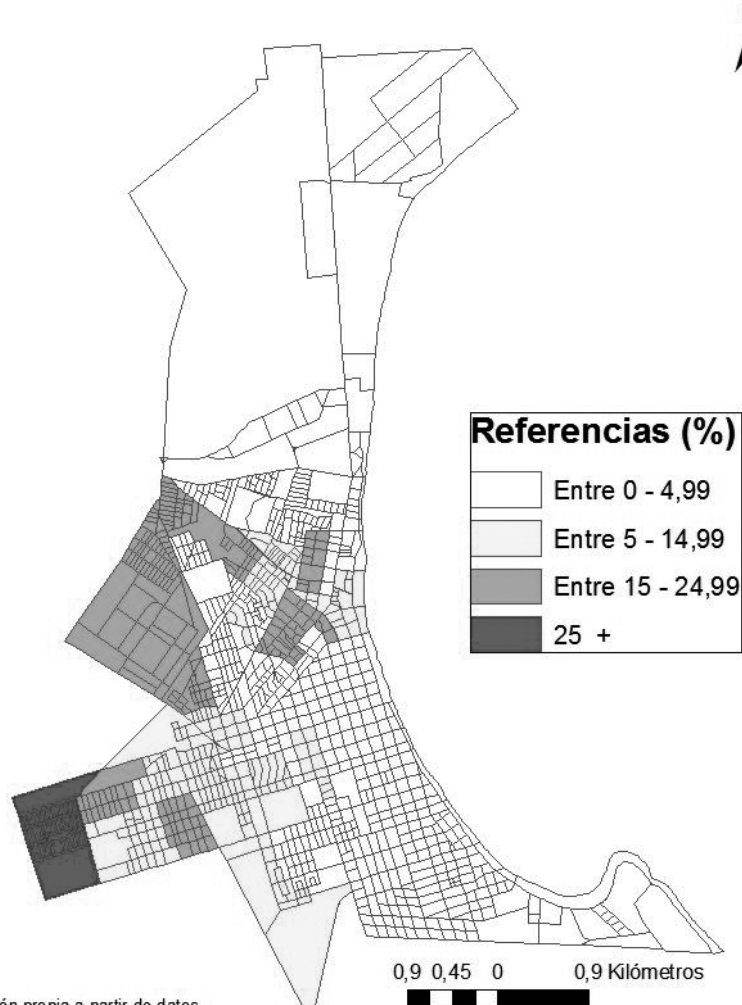 Referencias (%)
Entre 0 - 4,99
Entre 5 - 14,99
Entre 15 - 24,99
25 +
0,9 0,45 0 0,9 Kilómetros
propia a partir de datos